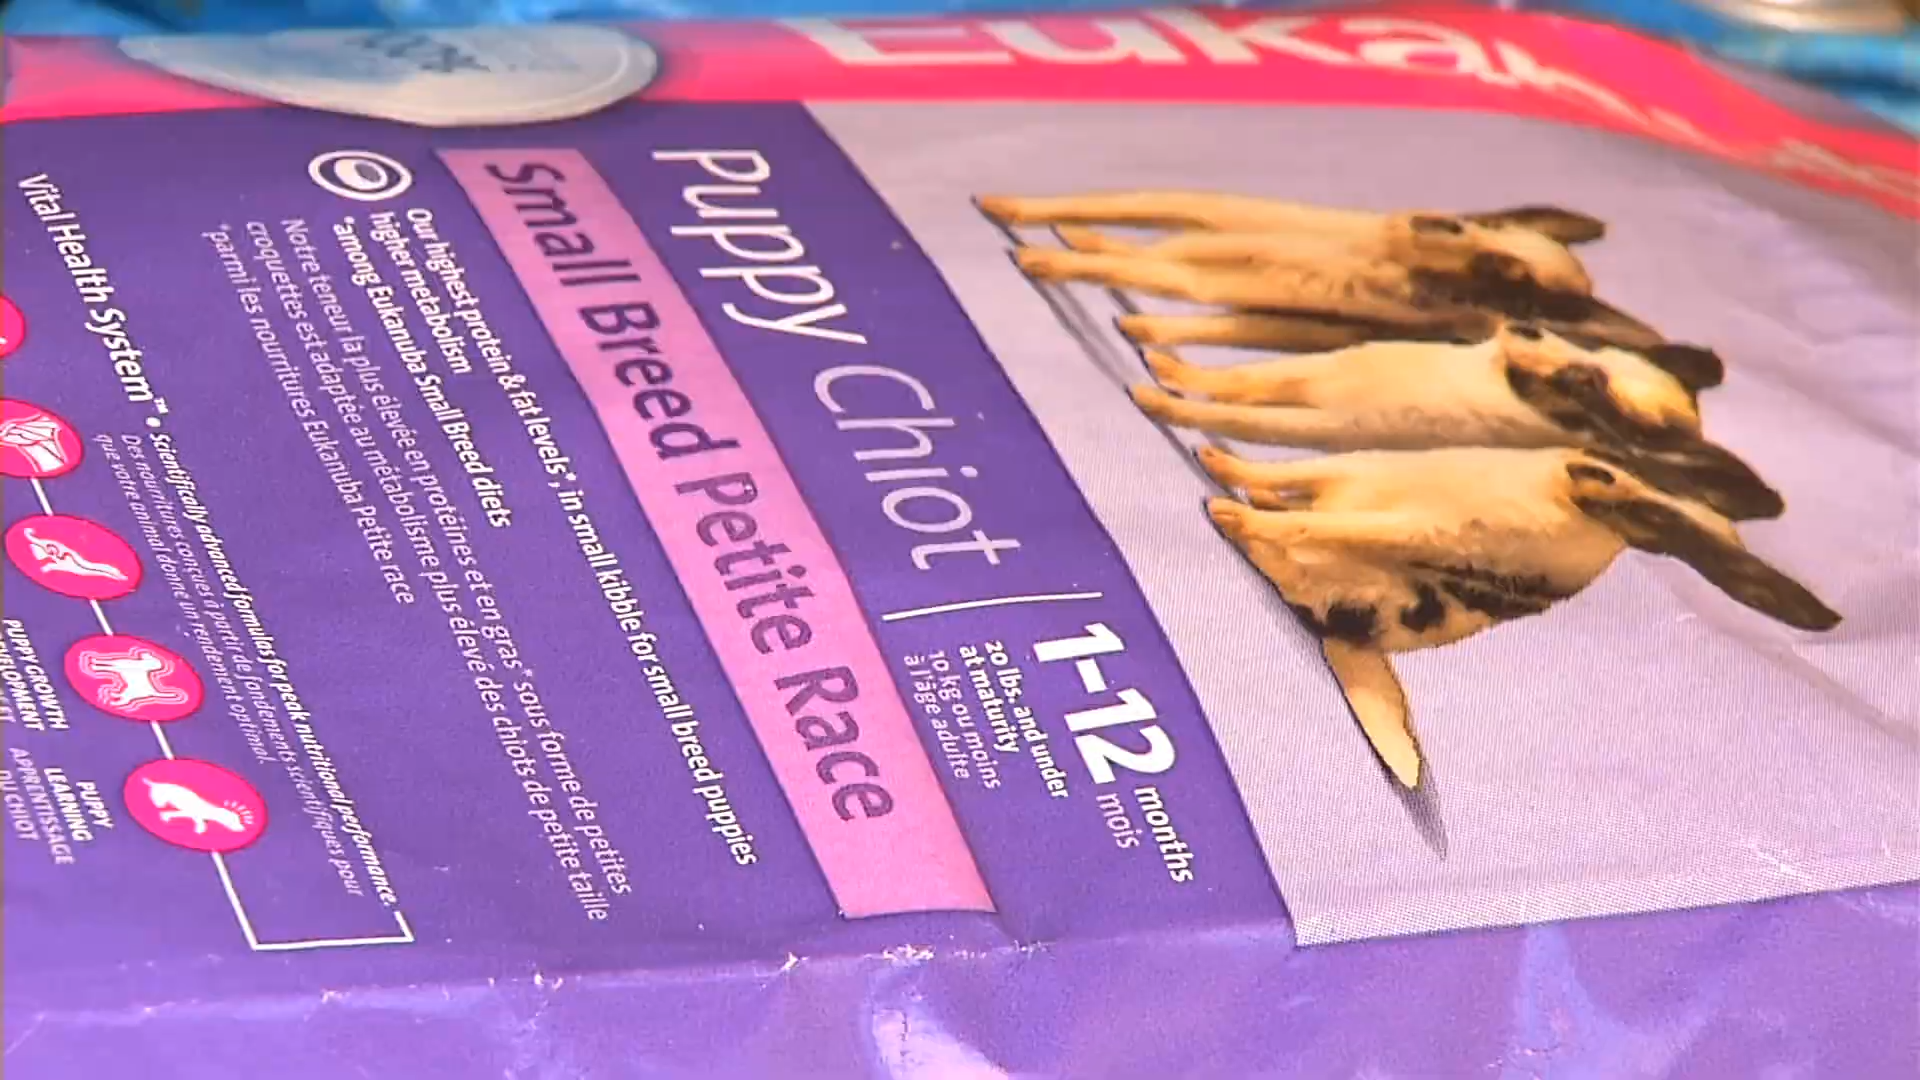 Eukan
Puppy Chiot
1-12 months
mois
20 lbs. and under
at maturity
10 kg ou moins
à l'âge adulte
Small Breed Petite Race
Our highest protein & fat levels*, in small kibble for small breed puppies
higher metabolism
*among Eukanuba Small Breed diets
Notre teneur la plus élevée en protéines et en gras* sous forme de petites
croquettes est adaptée au métabolisme plus élevé des chiots de petite taille
*parmi les nourritures Eukanuba Petite race
Vital Health System™ • Scientifically advanced formulas for peak nutritional performance.
Des nourritures conçues à partir de fondements scientifiques pour
que votre animal donne un rendement optimal.
PUPPY GROWTH
PUPPY
LEARNING
APPRENTISSAGE
DU CHIOT